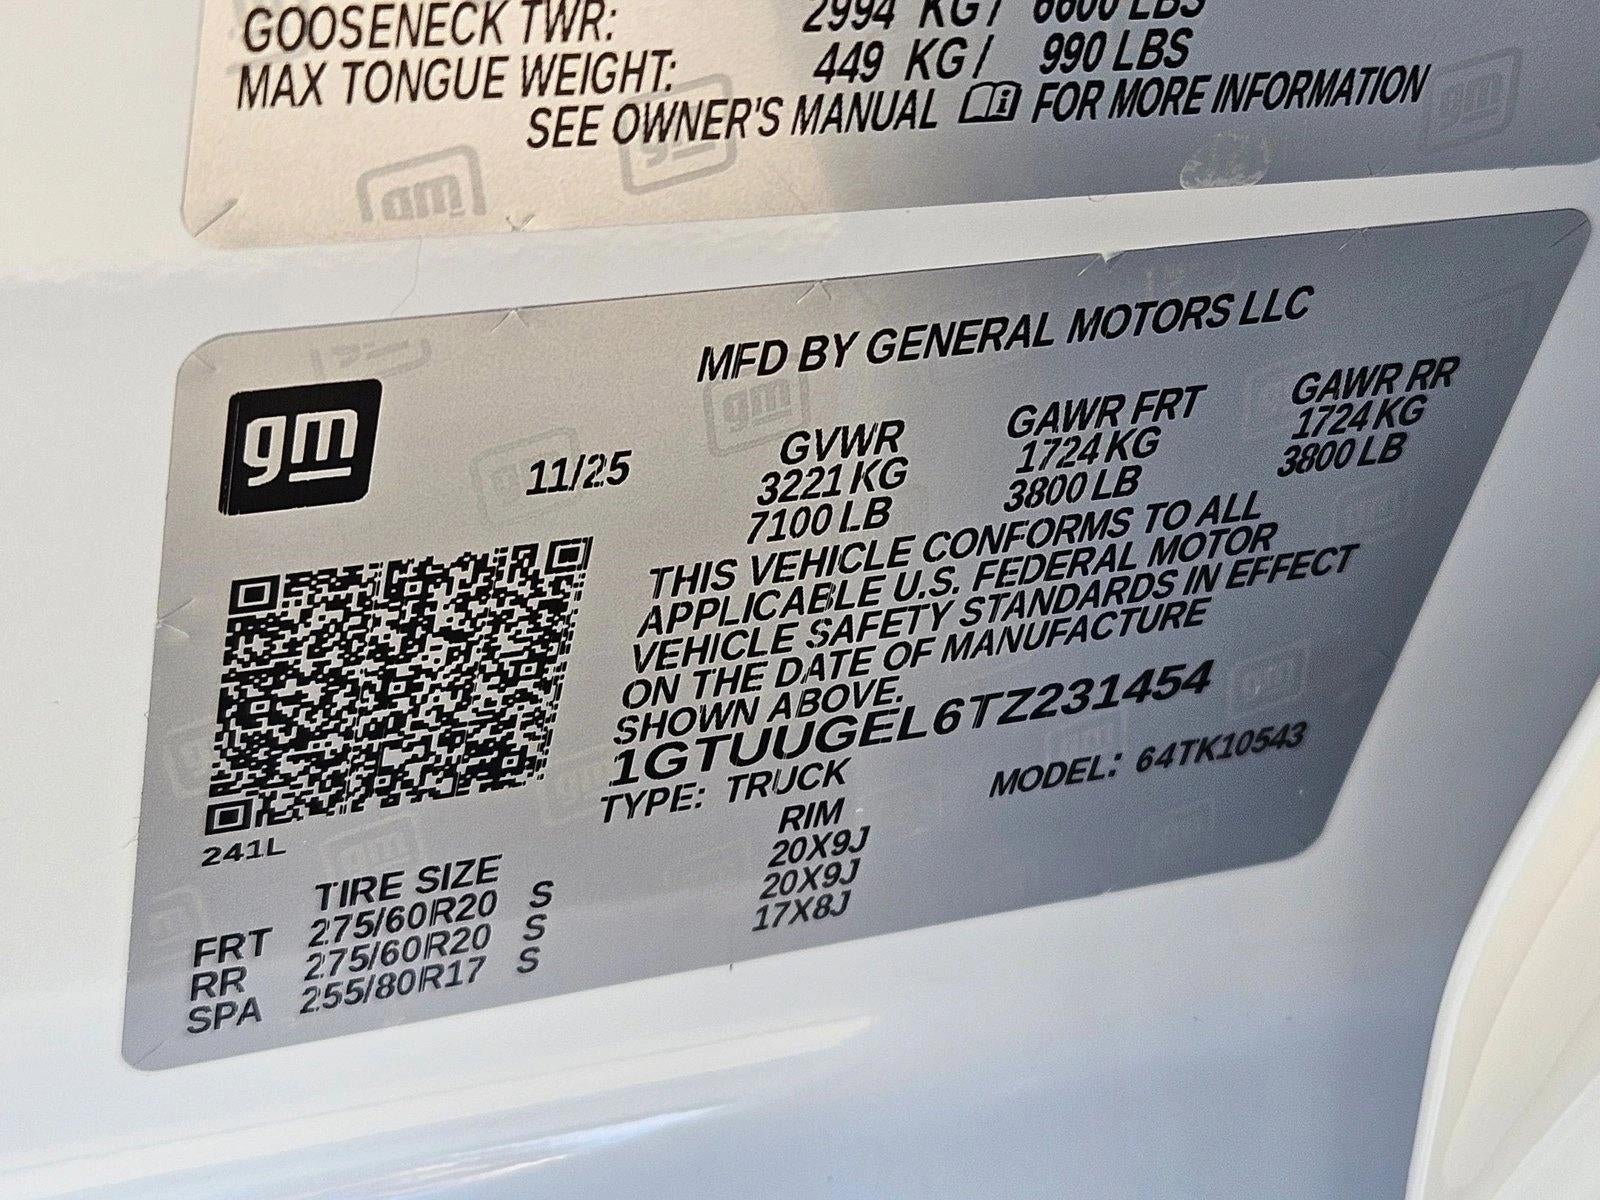 GOOSENECK TWR: 2994 KG / 6600 LBS
MAX TONGUE WEIGHT: 449 KG / 990 LBS
SEE OWNER'S MANUAL FOR MORE INFORMATION
gm
MFD BY GENERAL MOTORS LLC
11/25
GVWR GAWR FRT GAWR RR
3221 KG 1724 KG 1724 KG
7100 LB 3800 LB 3800 LB
THIS VEHICLE CONFORMS TO ALL
APPLICABLE U.S. FEDERAL MOTOR
VEHICLE SAFETY STANDARDS IN EFFECT
ON THE DATE OF MANUFACTURE
SHOWN ABOVE.
1GTUUGEL6TZ231454
TYPE: TRUCK MODEL: 64TK10543
241L
TIRE SIZE RIM
FRT 275/60R20 S 20X9J
RR 275/60R20 S 20X9J
SPA 255/80R17 S 17X8J